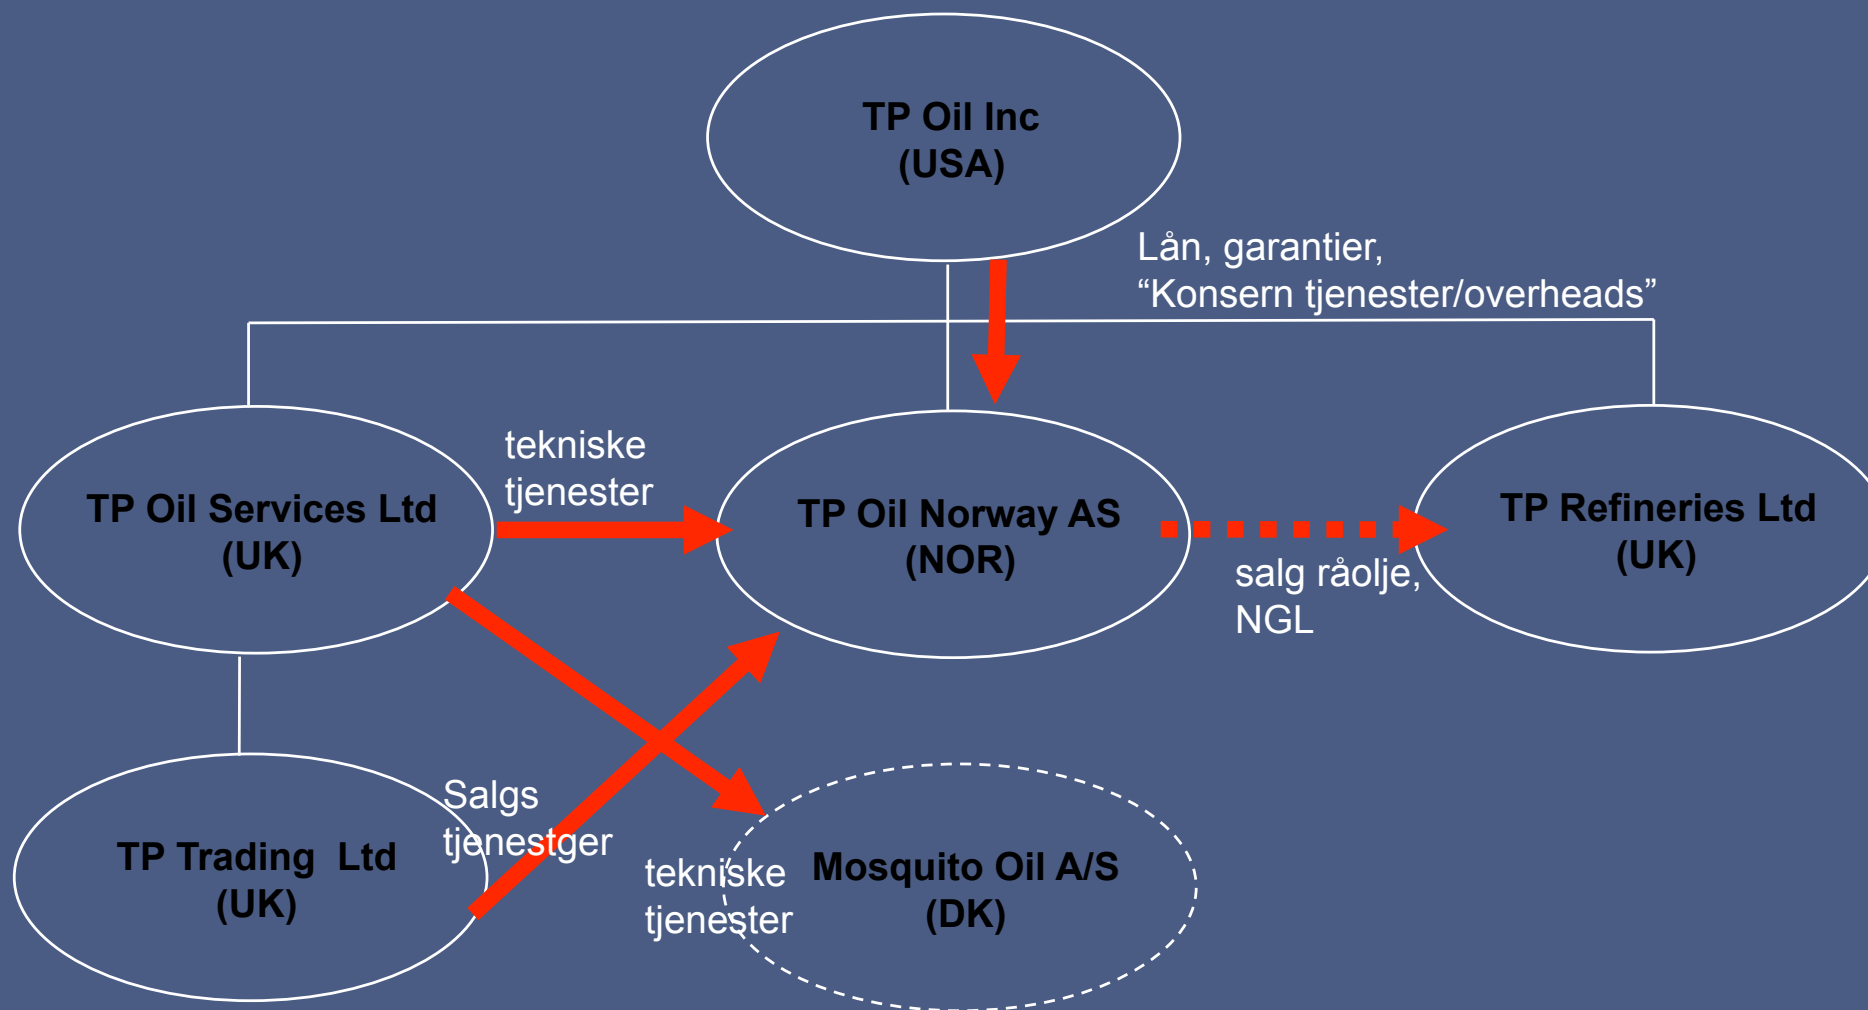 TP Oil Inc
(USA)
Lån, garantier,
“Konsern tjenester/overheads”
TP Oil Services Ltd
(UK)
tekniske
tjenester
TP Oil Norway AS
(NOR)
salg råolje,
NGL
TP Refineries Ltd
(UK)
TP Trading  Ltd
(UK)
Salgs
tjenestger
tekniske
tjenester
Mosquito Oil A/S
(DK)